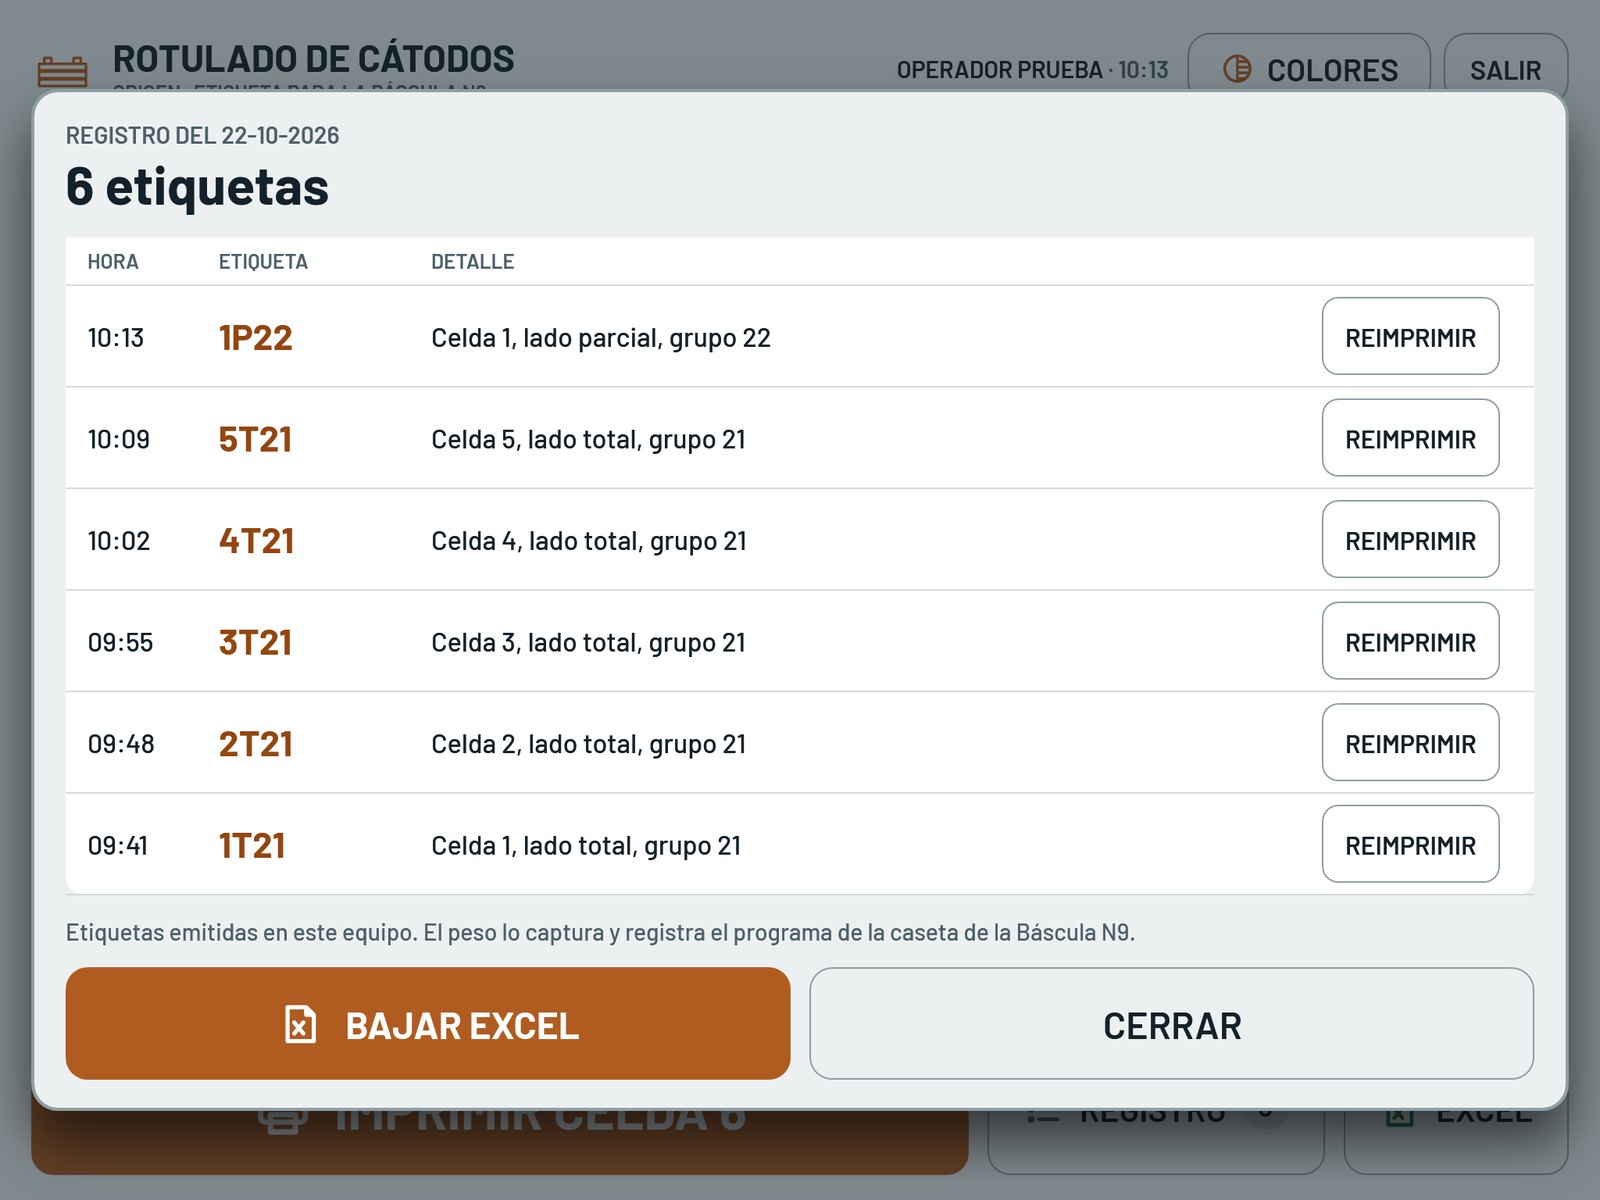 ROTULADO DE CÁTODOS
OPERADOR PRUEBA · 10:13
COLORES
SALIR
REGISTRO DEL 22-10-2026
6 etiquetas
HORA ETIQUETA DETALLE
10:13 1P22 Celda 1, lado parcial, grupo 22 REIMPRIMIR
10:09 5T21 Celda 5, lado total, grupo 21 REIMPRIMIR
10:02 4T21 Celda 4, lado total, grupo 21 REIMPRIMIR
09:55 3T21 Celda 3, lado total, grupo 21 REIMPRIMIR
09:48 2T21 Celda 2, lado total, grupo 21 REIMPRIMIR
09:41 1T21 Celda 1, lado total, grupo 21 REIMPRIMIR
Etiquetas emitidas en este equipo. El peso lo captura y registra el programa de la caseta de la Báscula N9.
BAJAR EXCEL
CERRAR
IMPRIMIR CELDA 6
REGISTRO
EXCEL